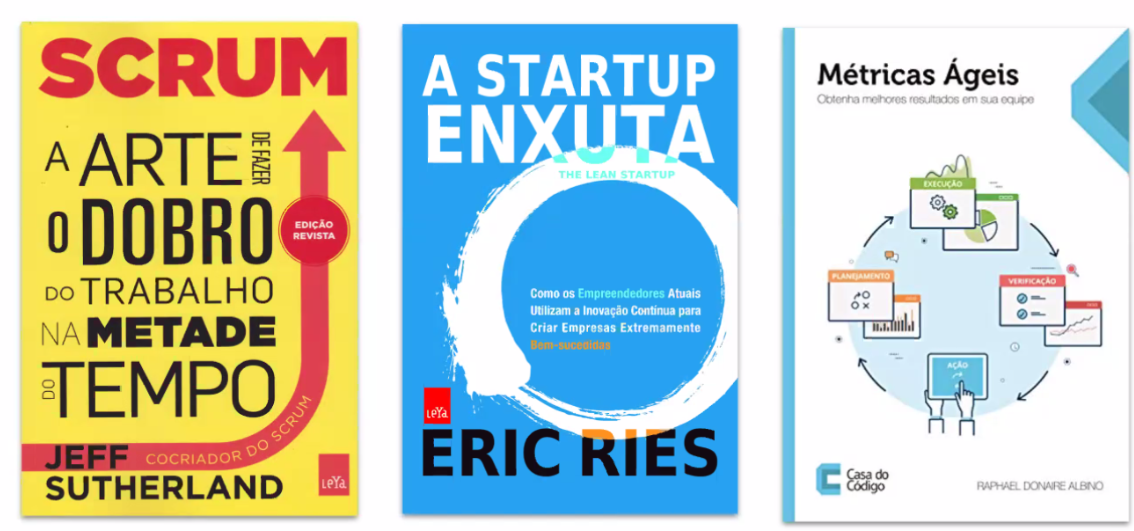 SCRUM
A ARTE DE FAZER
O DOBRO
DO TRABALHO
NA METADE
DO TEMPO
EDIÇÃO
REVISTA
JEFF
SUTHERLAND
COCRIADOR DO SCRUM
LeYa
A STARTUP
ENXUTA
THE LEAN STARTUP
Como os Empreendedores Atuais
Utilizam a Inovação Contínua para
Criar Empresas Extremamente
Bem-sucedidas
LeYa
ERIC RIES
Métricas Ágeis
Obtenha melhores resultados em sua equipe
EXECUÇÃO
PLANEJAMENTO
VERIFICAÇÃO
AÇÃO
Casa do
Código
RAPHAEL DONAIRE ALBINO